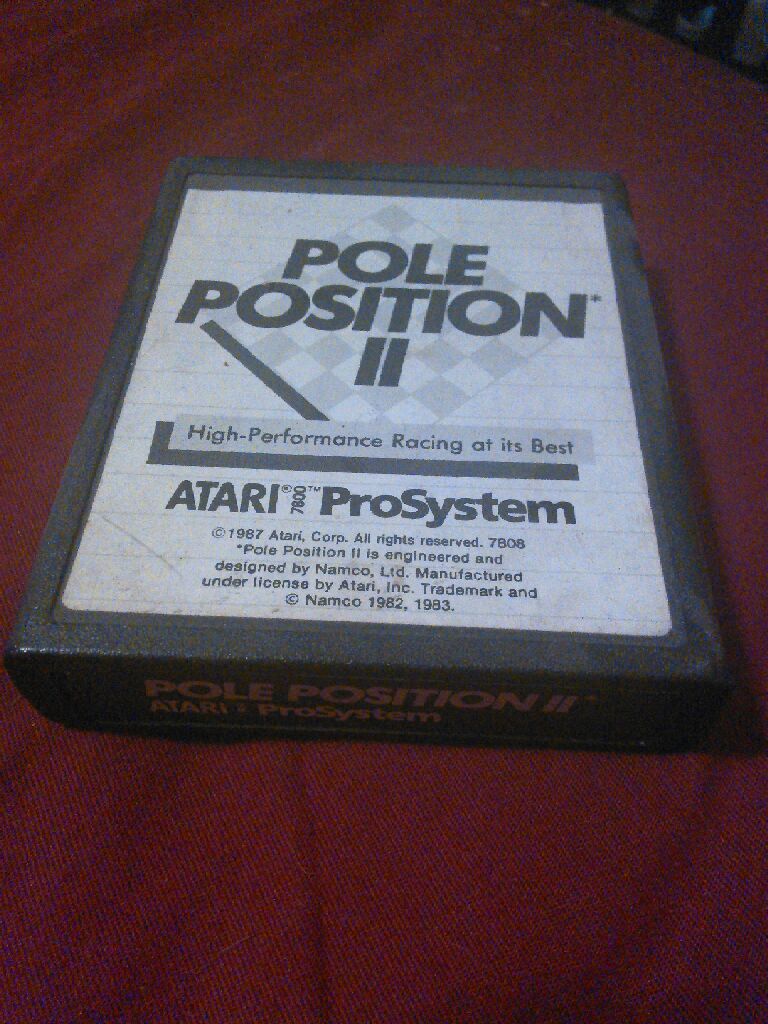 POLE
POSITION*
II
High-Performance Racing at its Best
ATARI® 7800™ ProSystem
©1987 Atari, Corp. All rights reserved. 7808
*Pole Position II is engineered and
designed by Namco, Ltd. Manufactured
under license by Atari, Inc. Trademark and
© Namco 1982, 1983.
POLE POSITION II*
ATARI ProSystem